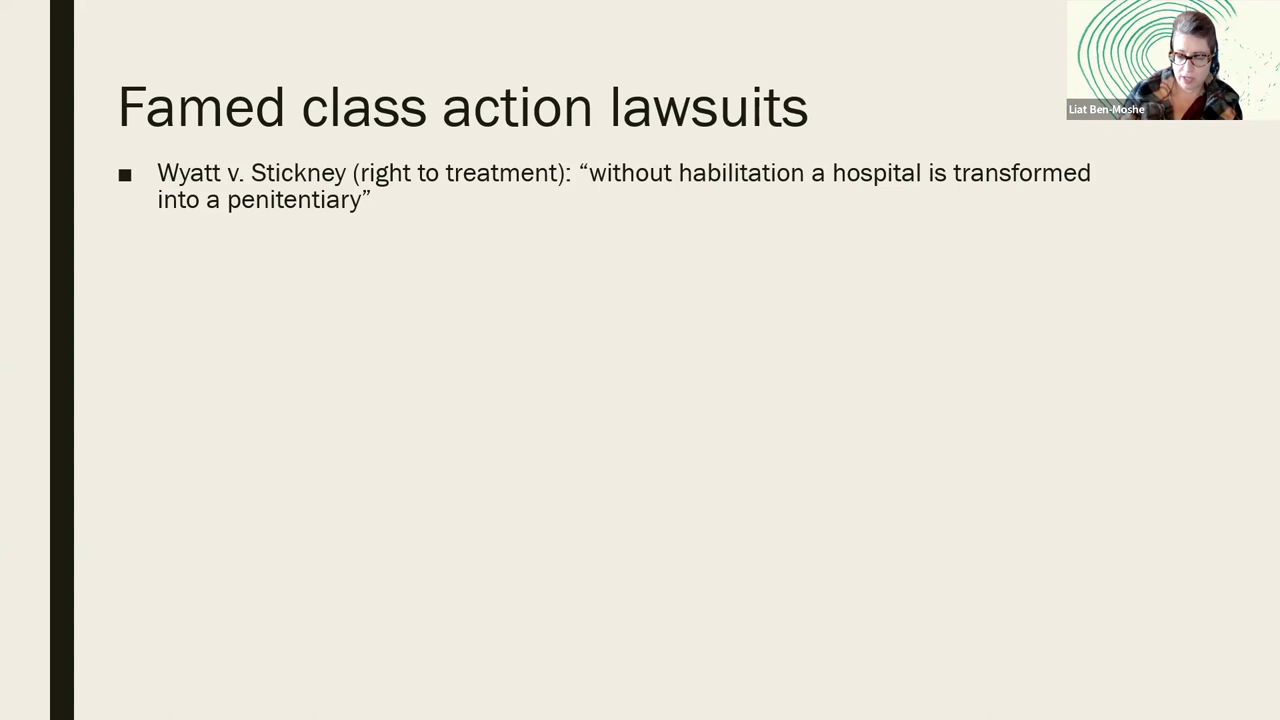 Liat Ben-Moshe
Famed class action lawsuits
■ Wyatt v. Stickney (right to treatment): “without habilitation a hospital is transformed
into a penitentiary”